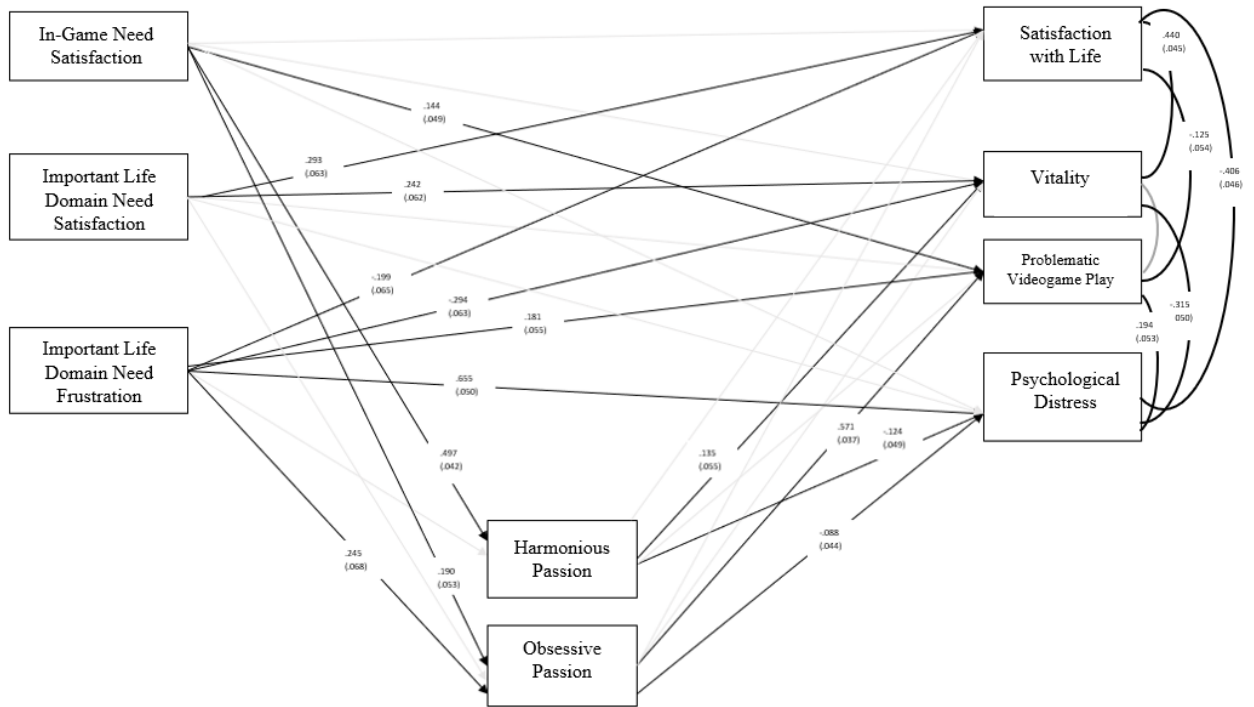 In-Game Need
Satisfaction
Important Life
Domain Need
Satisfaction
Important Life
Domain Need
Frustration
Harmonious
Passion
Obsessive
Passion
Satisfaction
with Life
Vitality
Problematic
Videogame Play
Psychological
Distress
.144
(.049)
.293
(.063)
.242
(.062)
-.199
(.065)
-.294
(.063)
.181
(.055)
.655
(.050)
.497
(.042)
.245
(.068)
.190
(.053)
.135
(.055)
.571
(.037)
-.124
(.049)
-.088
(.044)
.440
(.045)
-.125
(.054)
-.406
(.046)
-.315
050)
.194
(.053)